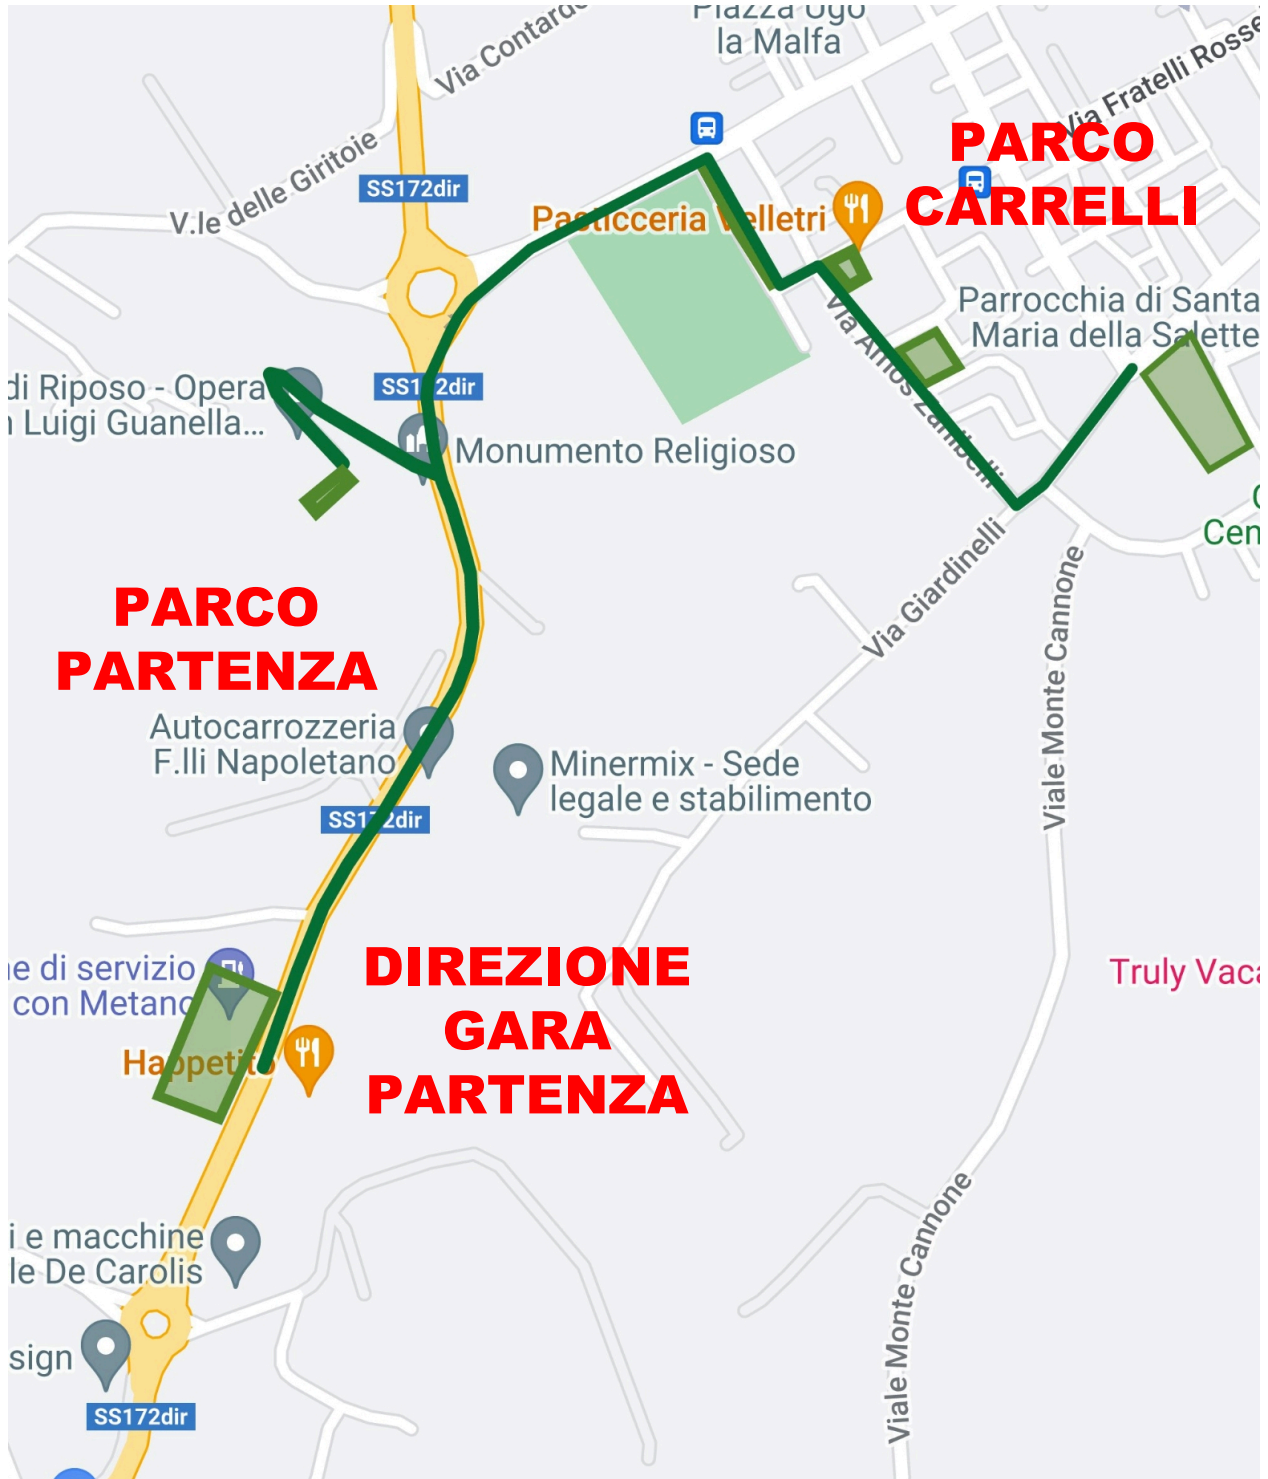 Piazza Ugo
la Malfa
Via Contardo
Via Fratelli Rosse
PARCO
CARRELLI
V.le delle Giritoie
SS172dir
Pasticceria Velletri
Parrocchia di Santa
Maria della Salette
Via Amos Zambelli
di Riposo - Opera
Luigi Guanella...
SS172dir
Monumento Religioso
Cen
Via Giardinelli
PARCO
PARTENZA
Viale Monte Cannone
Autocarrozzeria
F.lli Napoletano
Minermix - Sede
legale e stabilimento
SS172dir
DIREZIONE
GARA
PARTENZA
e di servizio
con Metano
Truly Vaca
Happetito
Viale Monte Cannone
i e macchine
le De Carolis
sign
SS172dir